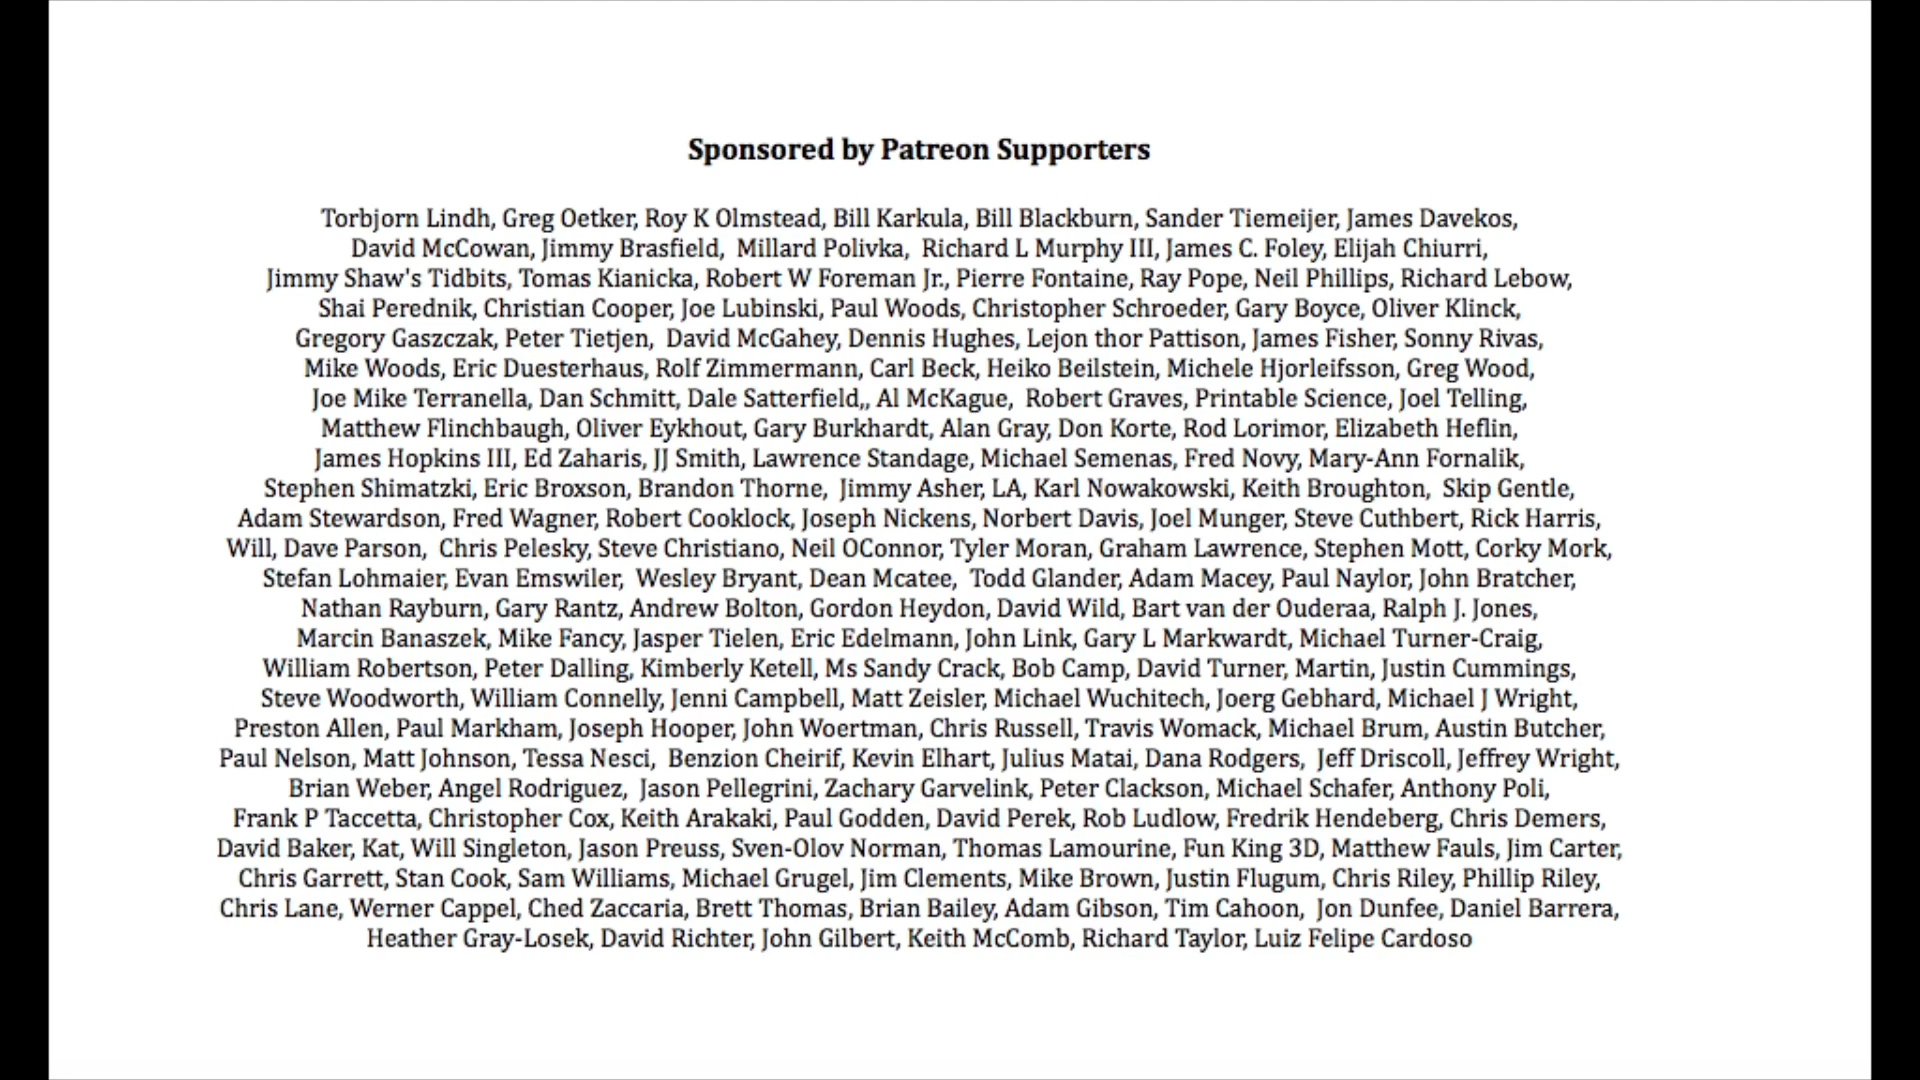 Sponsored by Patreon Supporters
Torbjorn Lindh, Greg Oetker, Roy K Olmstead, Bill Karkula, Bill Blackburn, Sander Tiemeijer, James Davekos,
David McCowan, Jimmy Brasfield,  Millard Polivka,  Richard L Murphy III, James C. Foley, Elijah Chiurri,
Jimmy Shaw's Tidbits, Tomas Kianicka, Robert W Foreman Jr., Pierre Fontaine, Ray Pope, Neil Phillips, Richard Lebow,
Shai Perednik, Christian Cooper, Joe Lubinski, Paul Woods, Christopher Schroeder, Gary Boyce, Oliver Klinck,
Gregory Gaszczak, Peter Tietjen,  David McGahey, Dennis Hughes, Lejon thor Pattison, James Fisher, Sonny Rivas,
Mike Woods, Eric Duesterhaus, Rolf Zimmermann, Carl Beck, Heiko Beilstein, Michele Hjorleifsson, Greg Wood,
Joe Mike Terranella, Dan Schmitt, Dale Satterfield,, Al McKague,  Robert Graves, Printable Science, Joel Telling,
Matthew Flinchbaugh, Oliver Eykhout, Gary Burkhardt, Alan Gray, Don Korte, Rod Lorimor, Elizabeth Heflin,
James Hopkins III, Ed Zaharis, JJ Smith, Lawrence Standage, Michael Semenas, Fred Novy, Mary-Ann Fornalik,
Stephen Shimatzki, Eric Broxson, Brandon Thorne,  Jimmy Asher, LA, Karl Nowakowski, Keith Broughton,  Skip Gentle,
Adam Stewardson, Fred Wagner, Robert Cooklock, Joseph Nickens, Norbert Davis, Joel Munger, Steve Cuthbert, Rick Harris,
Will, Dave Parson,  Chris Pelesky, Steve Christiano, Neil OConnor, Tyler Moran, Graham Lawrence, Stephen Mott, Corky Mork,
Stefan Lohmaier, Evan Emswiler,  Wesley Bryant, Dean Mcatee,  Todd Glander, Adam Macey, Paul Naylor, John Bratcher,
Nathan Rayburn, Gary Rantz, Andrew Bolton, Gordon Heydon, David Wild, Bart van der Ouderaa, Ralph J. Jones,
Marcin Banaszek, Mike Fancy, Jasper Tielen, Eric Edelmann, John Link, Gary L Markwardt, Michael Turner-Craig,
William Robertson, Peter Dalling, Kimberly Ketell, Ms Sandy Crack, Bob Camp, David Turner, Martin, Justin Cummings,
Steve Woodworth, William Connelly, Jenni Campbell, Matt Zeisler, Michael Wuchitech, Joerg Gebhard, Michael J Wright,
Preston Allen, Paul Markham, Joseph Hooper, John Woertman, Chris Russell, Travis Womack, Michael Brum, Austin Butcher,
Paul Nelson, Matt Johnson, Tessa Nesci,  Benzion Cheirif, Kevin Elhart, Julius Matai, Dana Rodgers,  Jeff Driscoll, Jeffrey Wright,
Brian Weber, Angel Rodriguez,  Jason Pellegrini, Zachary Garvelink, Peter Clackson, Michael Schafer, Anthony Poli,
Frank P Taccetta, Christopher Cox, Keith Arakaki, Paul Godden, David Perek, Rob Ludlow, Fredrik Hendeberg, Chris Demers,
David Baker, Kat, Will Singleton, Jason Preuss, Sven-Olov Norman, Thomas Lamourine, Fun King 3D, Matthew Fauls, Jim Carter,
Chris Garrett, Stan Cook, Sam Williams, Michael Grugel, Jim Clements, Mike Brown, Justin Flugum, Chris Riley, Phillip Riley,
Chris Lane, Werner Cappel, Ched Zaccaria, Brett Thomas, Brian Bailey, Adam Gibson, Tim Cahoon,  Jon Dunfee, Daniel Barrera,
Heather Gray-Losek, David Richter, John Gilbert, Keith McComb, Richard Taylor, Luiz Felipe Cardoso